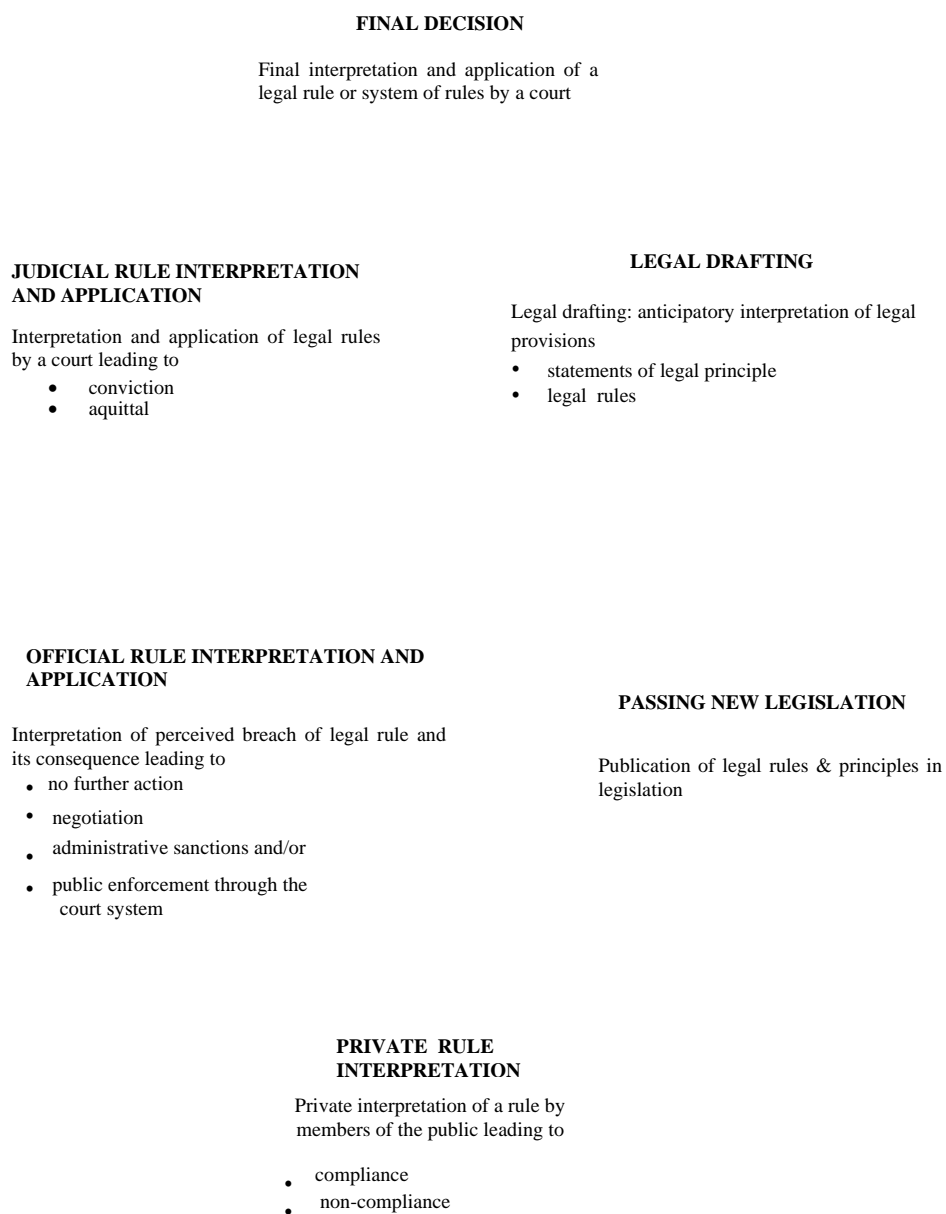 FINAL DECISION
Final interpretation and application of a
legal rule or system of rules by a court
JUDICIAL RULE INTERPRETATION
AND APPLICATION
Interpretation and application of legal rules
by a court leading to
• conviction
• aquittal
LEGAL DRAFTING
Legal drafting: anticipatory interpretation of legal
provisions
• statements of legal principle
• legal rules
OFFICIAL RULE INTERPRETATION AND
APPLICATION
Interpretation of perceived breach of legal rule and
its consequence leading to
• no further action
• negotiation
• administrative sanctions and/or
• public enforcement through the
court system
PASSING NEW LEGISLATION
Publication of legal rules & principles in
legislation
PRIVATE RULE
INTERPRETATION
Private interpretation of a rule by
members of the public leading to
• compliance
• non-compliance